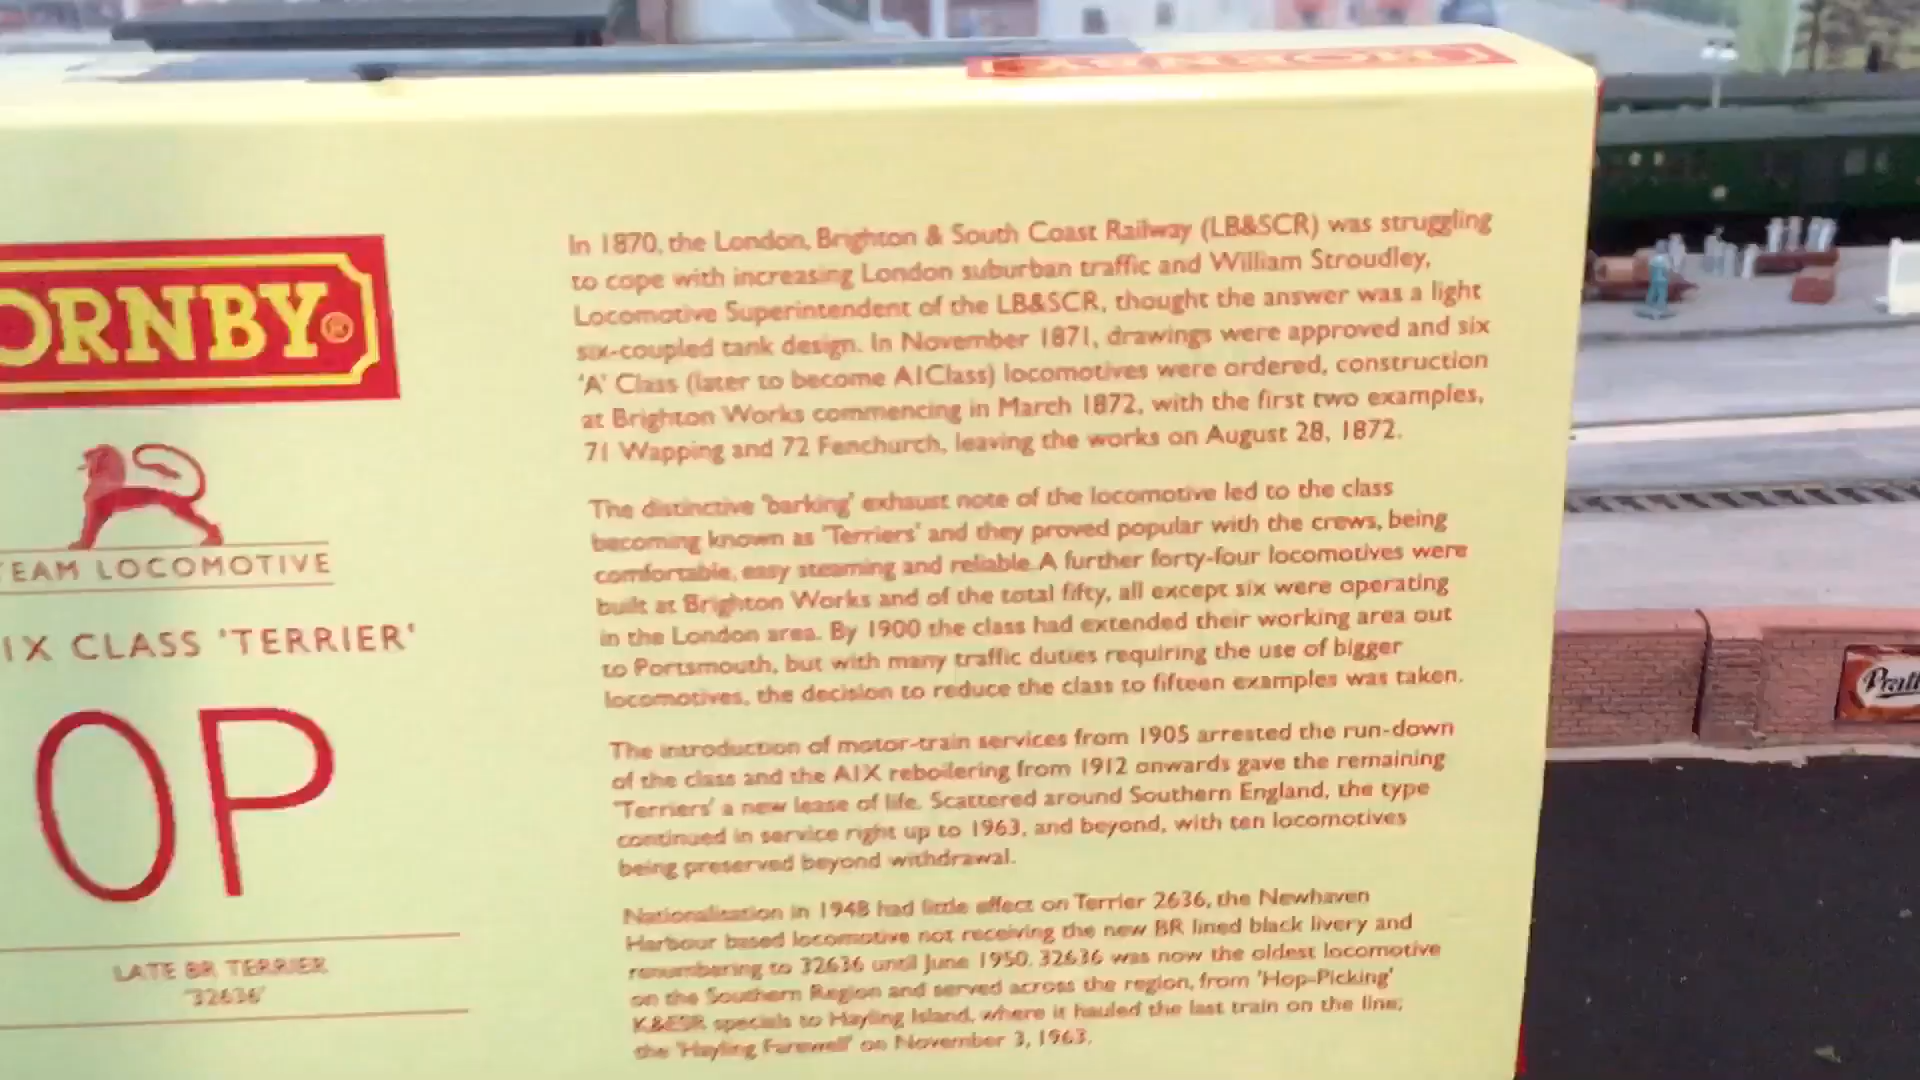 HORNBY
ORNBY®
TEAM LOCOMOTIVE
IX CLASS 'TERRIER'
OP
LATE BR TERRIER
'32636'
In 1870, the London, Brighton & South Coast Railway (LB&SCR) was struggling
to cope with increasing London suburban traffic and William Stroudley,
Locomotive Superintendent of the LB&SCR, thought the answer was a light
six-coupled tank design. In November 1871, drawings were approved and six
'A' Class (later to become A1Class) locomotives were ordered, construction
at Brighton Works commencing in March 1872, with the first two examples,
71 Wapping and 72 Fenchurch, leaving the works on August 28, 1872.
The distinctive 'barking' exhaust note of the locomotive led to the class
becoming known as 'Terriers' and they proved popular with the crews, being
comfortable, easy steaming and reliable. A further forty-four locomotives were
built at Brighton Works and of the total fifty, all except six were operating
in the London area. By 1900 the class had extended their working area out
to Portsmouth, but with many traffic duties requiring the use of bigger
locomotives, the decision to reduce the class to fifteen examples was taken.
The introduction of motor-train services from 1905 arrested the run-down
of the class and the A1X reboilering from 1912 onwards gave the remaining
'Terriers' a new lease of life. Scattered around Southern England, the type
continued in service right up to 1963, and beyond, with ten locomotives
being preserved beyond withdrawal.
Nationalisation in 1948 had little effect on Terrier 2636, the Newhaven
Harbour based locomotive not receiving the new BR lined black livery and
renumbering to 32636 until June 1950. 32636 was now the oldest locomotive
on the Southern Region and served across the region, from 'Hop-Picking'
K&ESR specials to Hayling Island, where it hauled the last train on the line;
the 'Hayling Farewell' on November 3, 1963.
Pratt